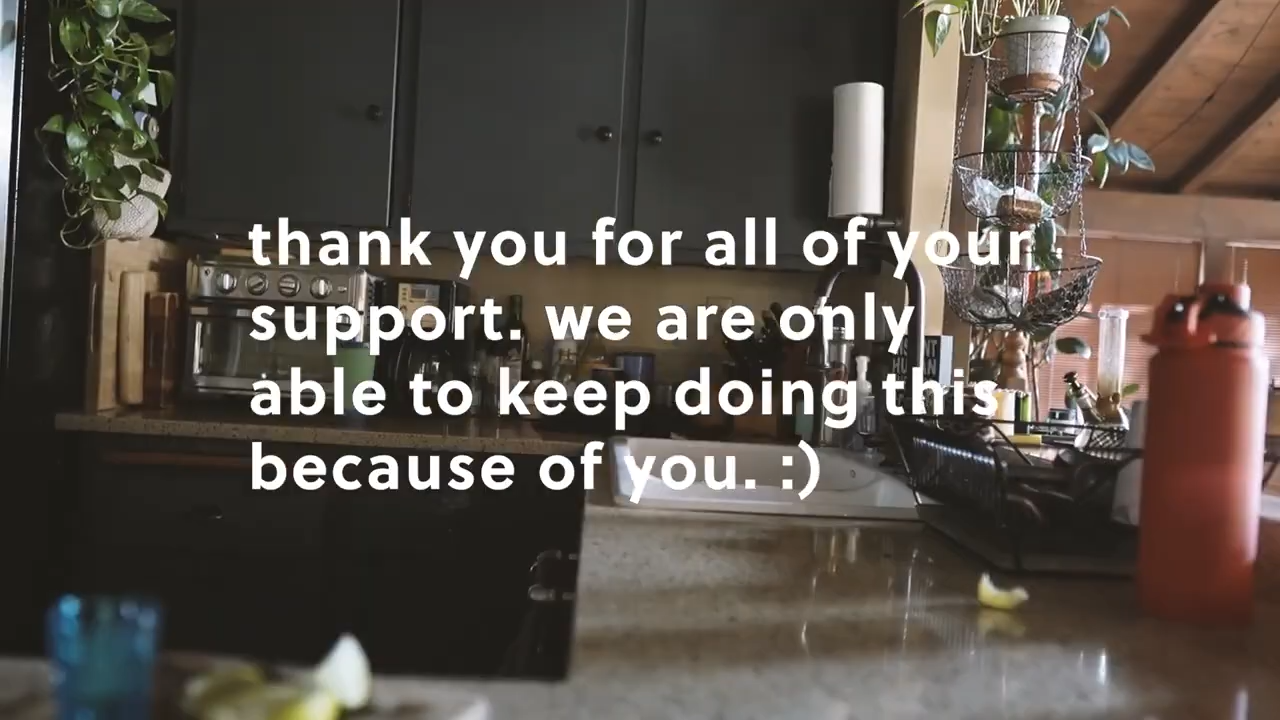 thank you for all of your
support. we are only
able to keep doing this
because of you. :)